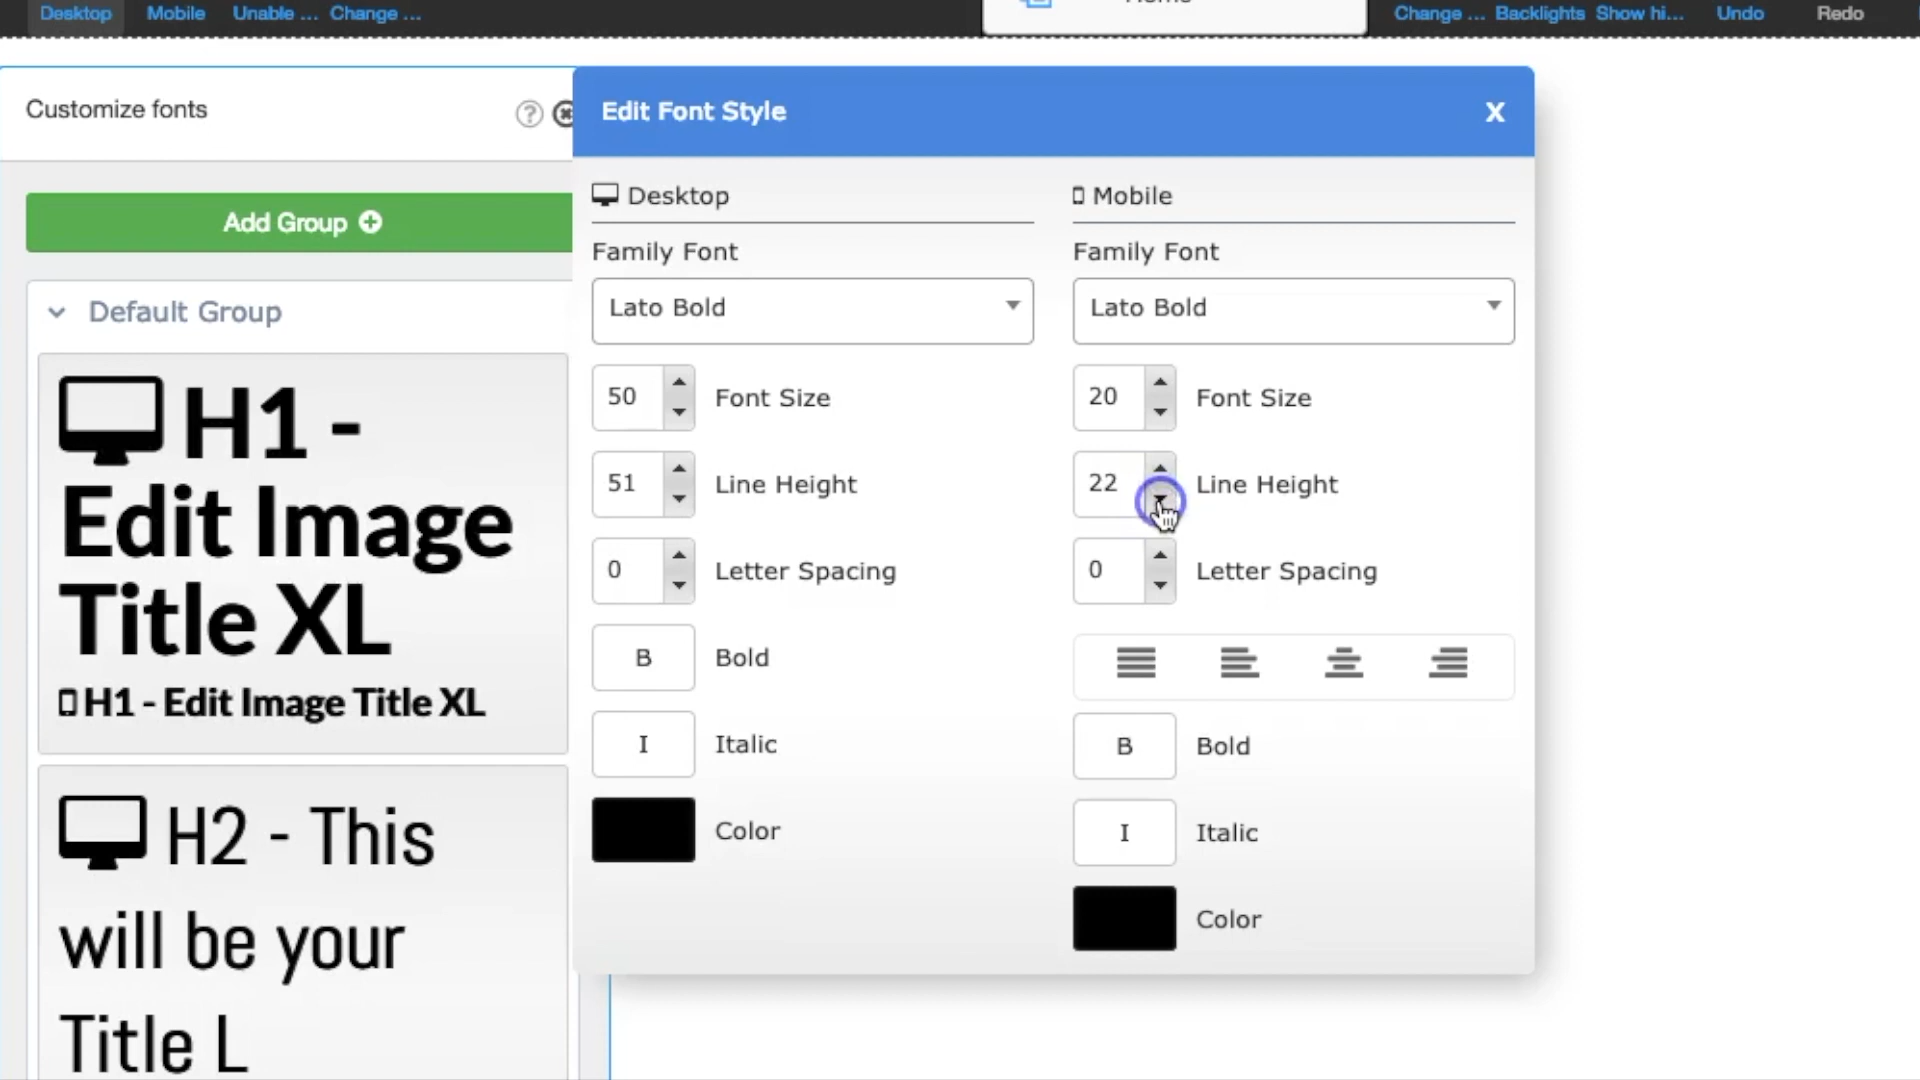 Desktop Mobile Unable ... Change ... Change ... Backlights Show hi... Undo Redo
Customize fonts ?
Add Group
Default Group
H1 -
Edit Image
Title XL
H1 - Edit Image Title XL
H2 - This
will be your
Title L
Edit Font Style X
Desktop
Family Font
Lato Bold
50 Font Size
51 Line Height
0 Letter Spacing
B Bold
I Italic
Color
Mobile
Family Font
Lato Bold
20 Font Size
22 Line Height
0 Letter Spacing
B Bold
I Italic
Color